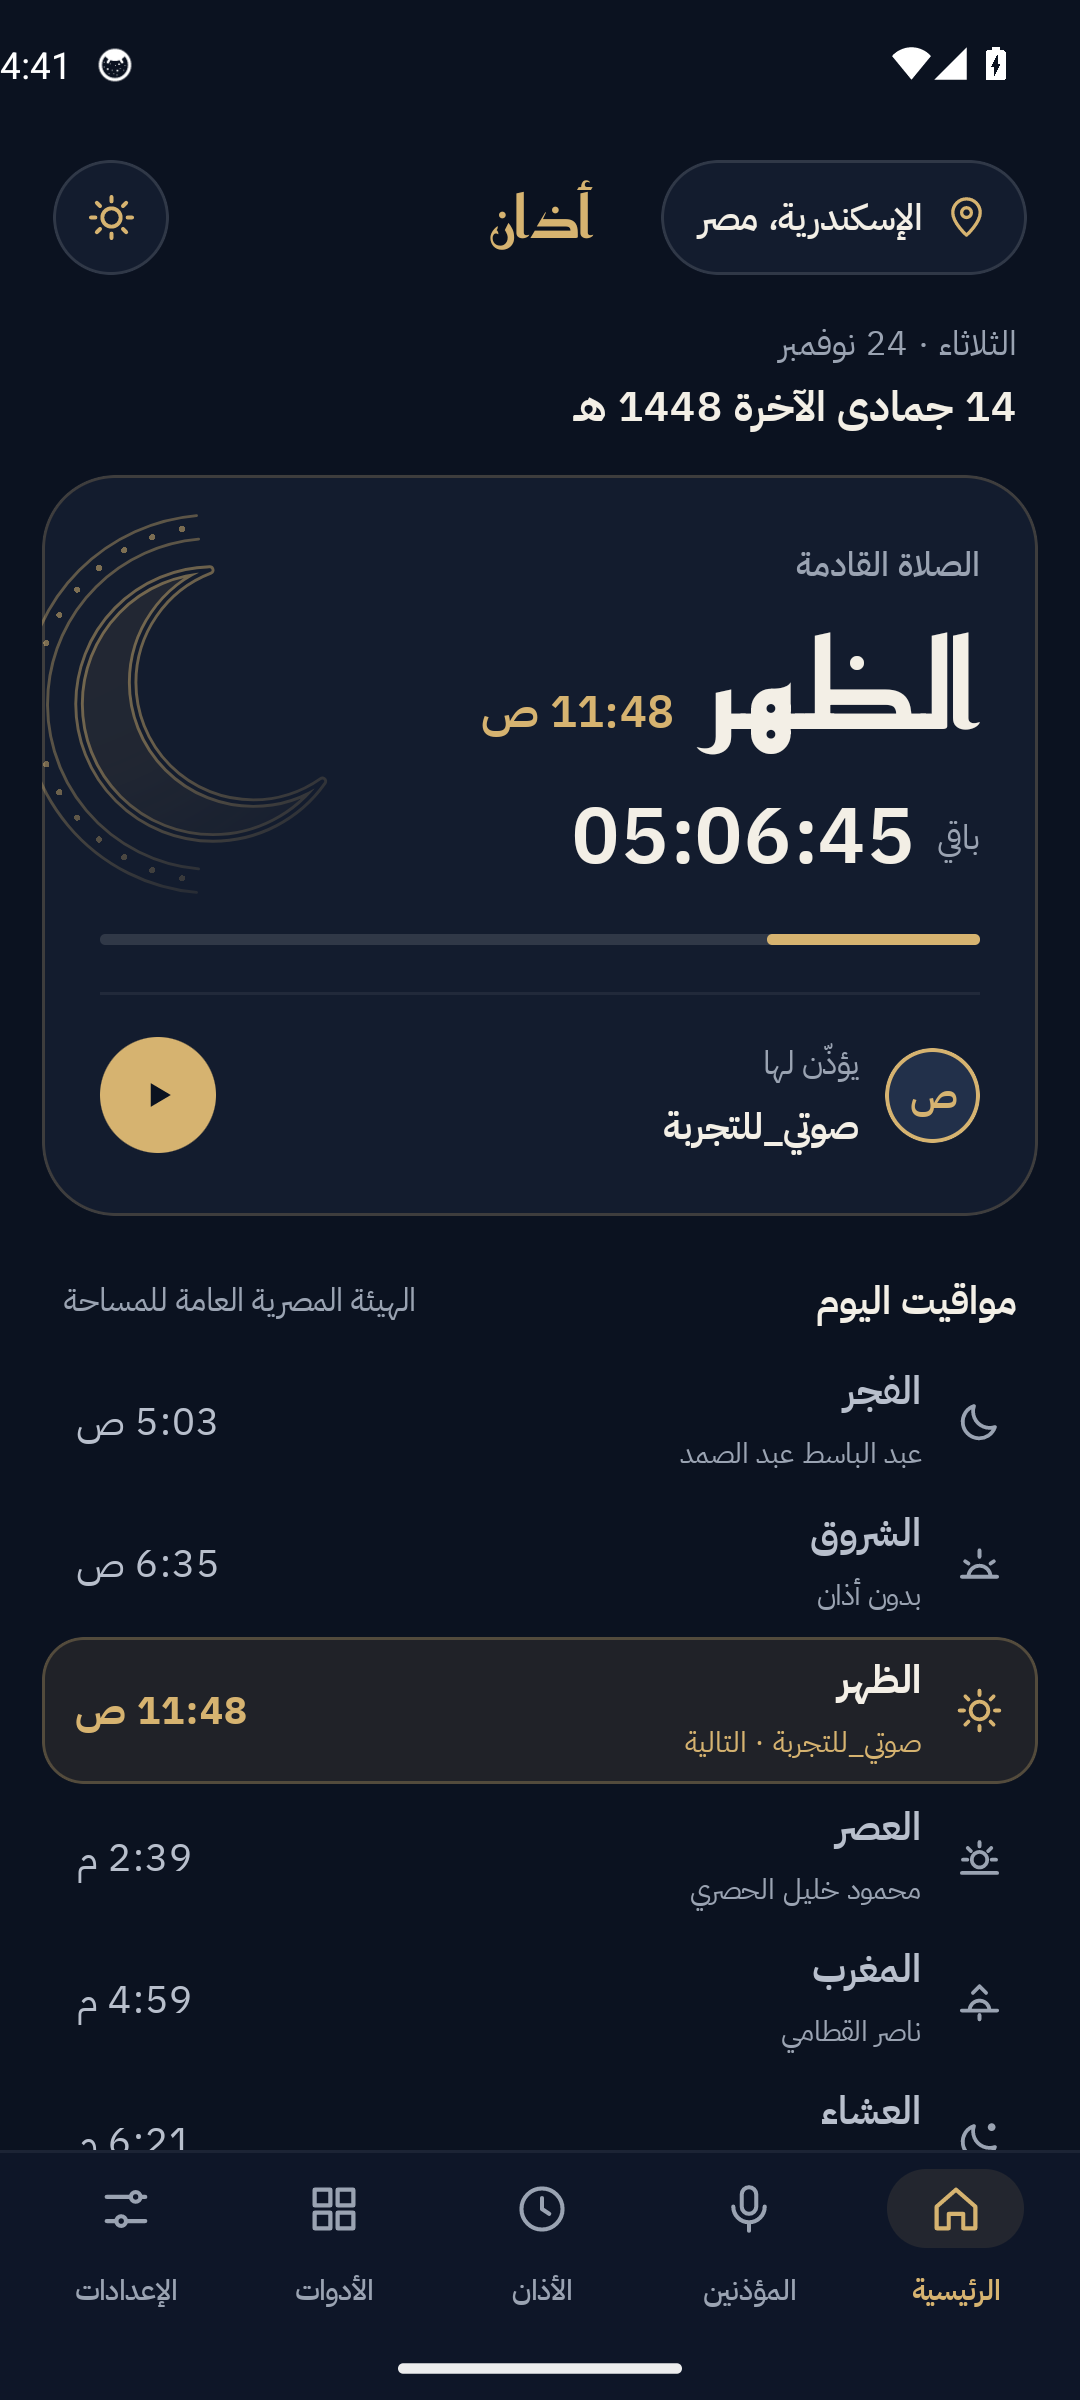 4:41
الإسكندرية، مصر
أذان
الثلاثاء · 24 نوفمبر
14 جمادى الآخرة 1448 هـ
الصلاة القادمة
الظهر 11:48 ص
باقي 05:06:45
يؤذّن لها
ص
صوتي_للتجربة
مواقيت اليوم
الهيئة المصرية العامة للمساحة
الفجر
5:03 ص
عبد الباسط عبد الصمد
الشروق
6:35 ص
بدون أذان
الظهر
11:48 ص
صوتي_للتجربة · التالية
العصر
2:39 م
محمود خليل الحصري
المغرب
4:59 م
ناصر القطامي
العشاء
6:21 م
الرئيسية
المؤذنين
الأذان
الأدوات
الإعدادات